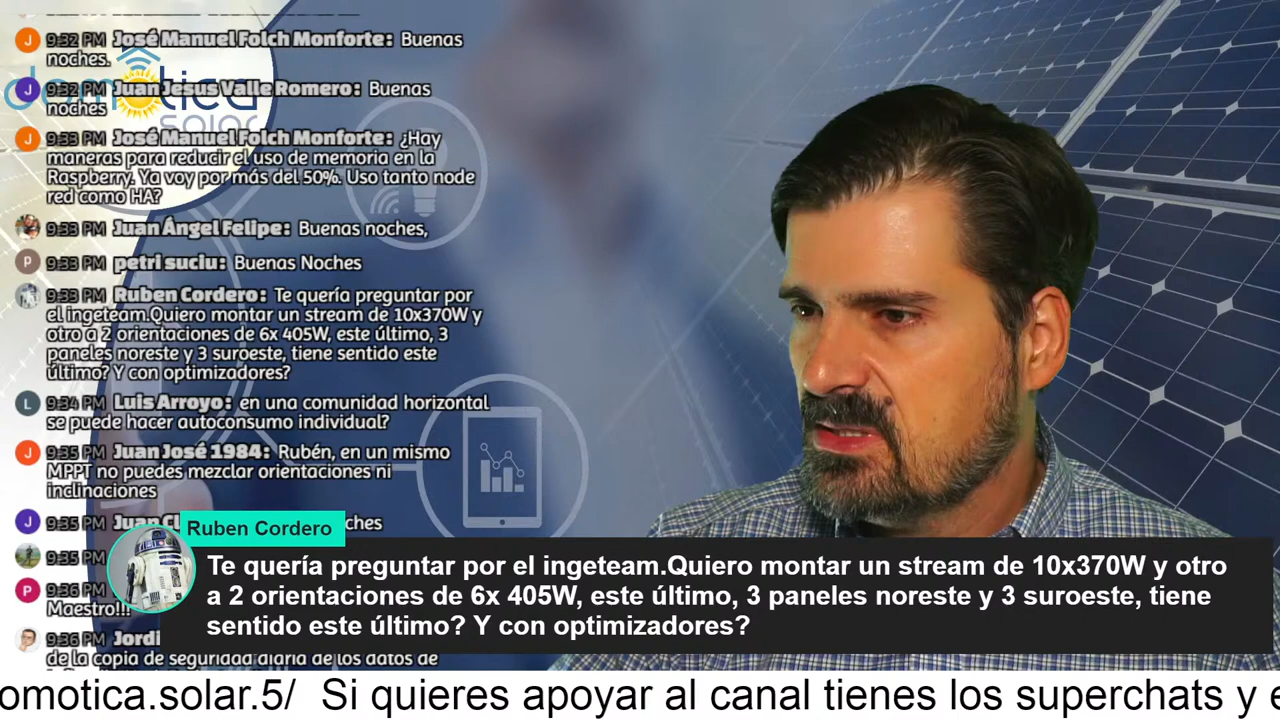 9:32 PM José Manuel Folch Monforte: Buenas
noches.
domotica
solar
9:32 PM Juan Jesus Valle Romero: Buenas
noches
9:33 PM José Manuel Folch Monforte: ¿Hay
maneras para reducir el uso de memoria en la
Raspberry. Ya voy por más del 50%. Uso tanto node
red como HA?
9:33 PM Juan Ángel Felipe: Buenas noches,
9:33 PM petri suciu: Buenas Noches
9:33 PM Ruben Cordero: Te quería preguntar por
el ingeteam.Quiero montar un stream de 10x370W y
otro a 2 orientaciones de 6x 405W, este último, 3
paneles noreste y 3 suroeste, tiene sentido este
último? Y con optimizadores?
9:34 PM Luis Arroyo: en una comunidad horizontal
se puede hacer autoconsumo individual?
9:35 PM Juan José 1984: Rubén, en un mismo
MPPT no puedes mezclar orientaciones ni
inclinaciones
9:35 PM Juan ches
9:35 PM
9:36 PM
Maestro!!!
9:36 PM Jordi
de la copia de seguridad diaria de los datos de
Ruben Cordero
Te quería preguntar por el ingeteam.Quiero montar un stream de 10x370W y otro
a 2 orientaciones de 6x 405W, este último, 3 paneles noreste y 3 suroeste, tiene
sentido este último? Y con optimizadores?
omotica.solar.5/ Si quieres apoyar al canal tienes los superchats y e